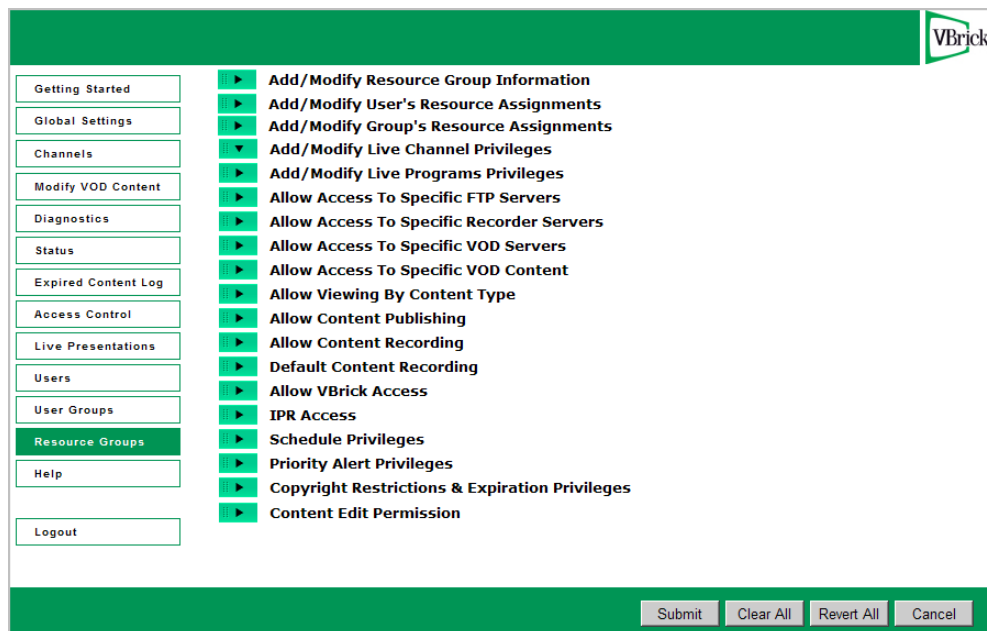 VBrick
Getting Started
Global Settings
Channels
Modify VOD Content
Diagnostics
Status
Expired Content Log
Access Control
Live Presentations
Users
User Groups
Resource Groups
Help
Logout
Add/Modify Resource Group Information
Add/Modify User's Resource Assignments
Add/Modify Group's Resource Assignments
Add/Modify Live Channel Privileges
Add/Modify Live Programs Privileges
Allow Access To Specific FTP Servers
Allow Access To Specific Recorder Servers
Allow Access To Specific VOD Servers
Allow Access To Specific VOD Content
Allow Viewing By Content Type
Allow Content Publishing
Allow Content Recording
Default Content Recording
Allow VBrick Access
IPR Access
Schedule Privileges
Priority Alert Privileges
Copyright Restrictions & Expiration Privileges
Content Edit Permission
Submit Clear All Revert All Cancel